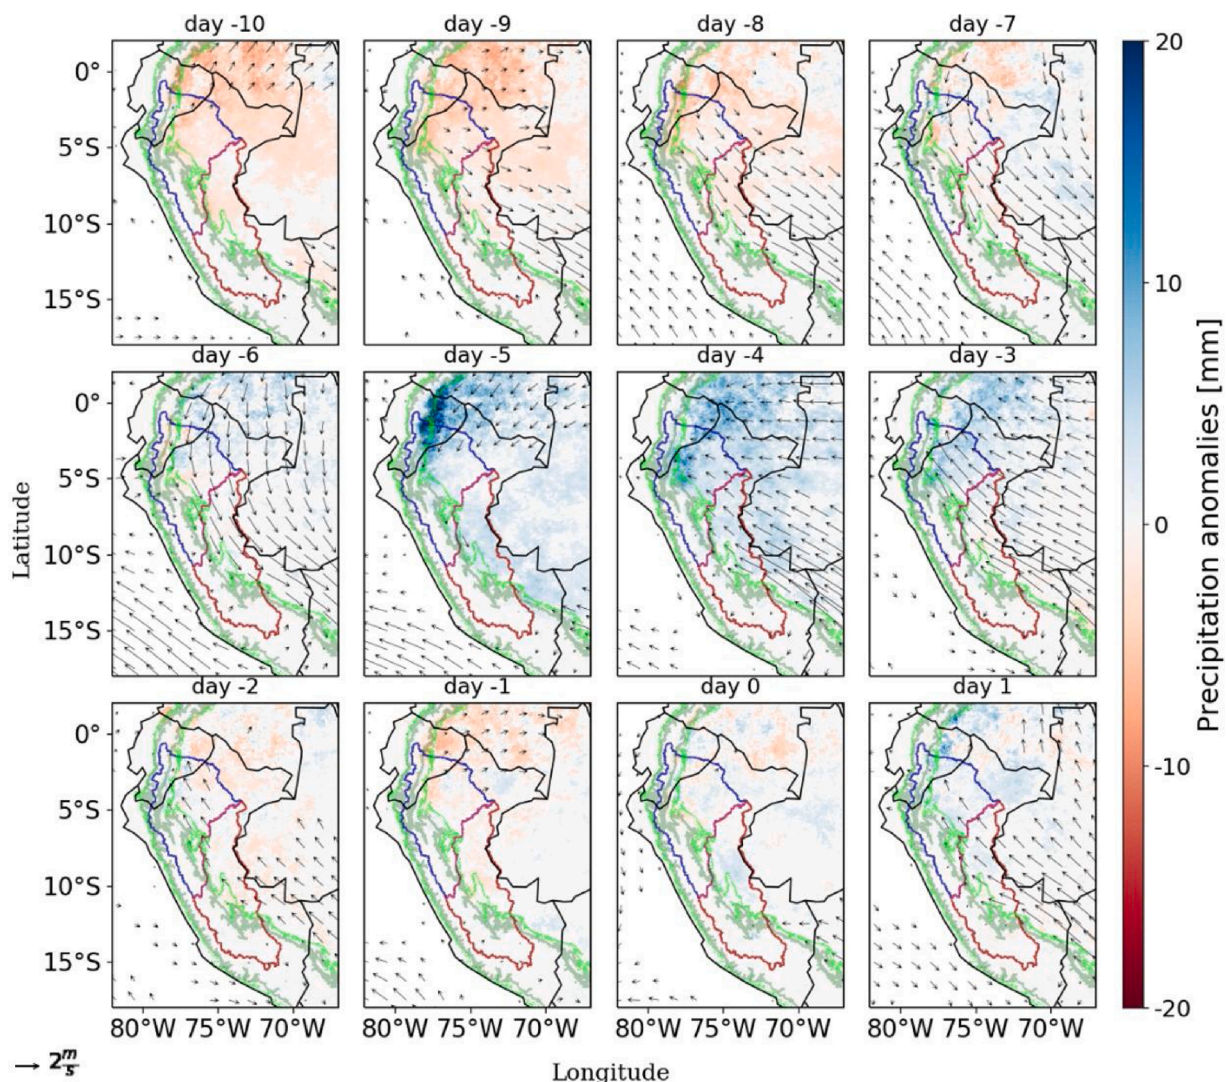 day -10 day -9 day -8 day -7
0°
5°S
10°S
15°S
day -6 day -5 day -4 day -3
0°
5°S
10°S
15°S
day -2 day -1 day 0 day 1
0°
5°S
10°S
15°S
80°W 75°W 70°W 80°W 75°W 70°W 80°W 75°W 70°W 80°W 75°W 70°W
Latitude
Longitude
2 m/s
20
10
0
-10
-20
Precipitation anomalies [mm]